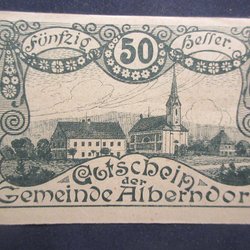 Fünfzig 50 Heller
Gutschein
der
Gemeinde Alberndorf